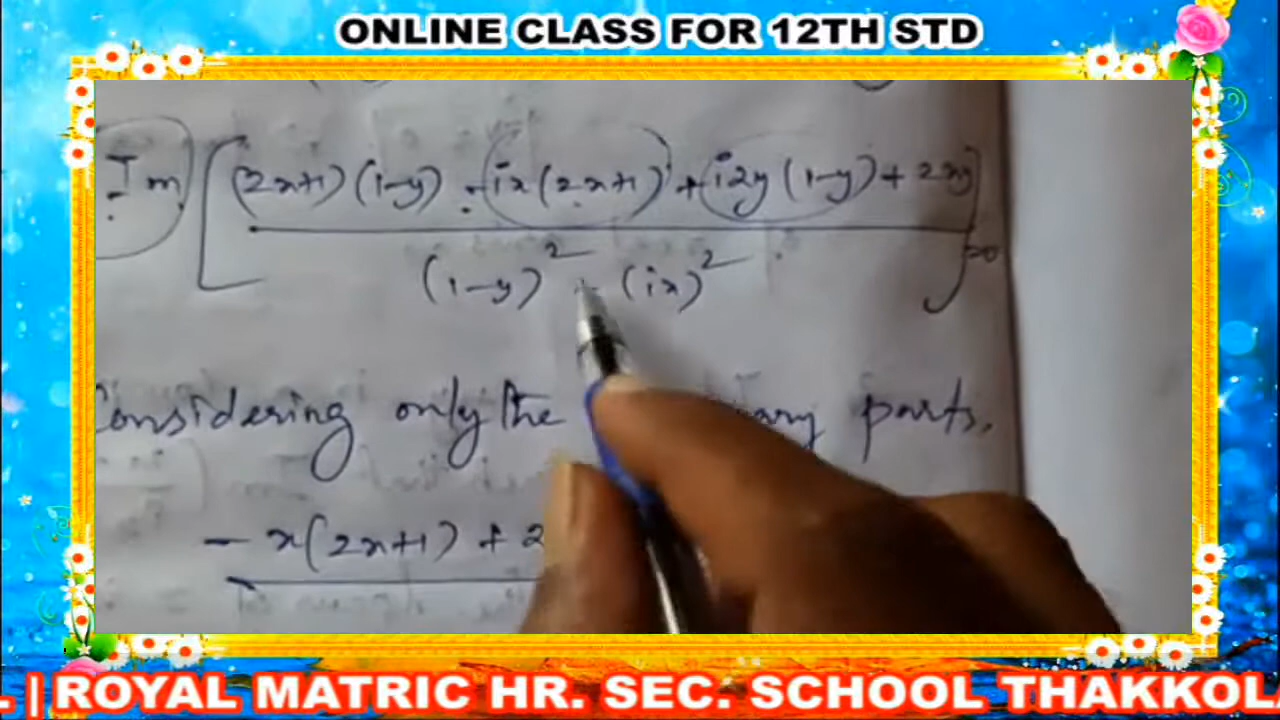 ONLINE CLASS FOR 12TH STD
Im [ (2x+1)(1-y) - ix(2x+1) + i2y(1-y) + 2xy
(1-y)² - (ix)² ] =0
Considering only the parts.
- x(2x+1) + 2
. | ROYAL MATRIC HR. SEC. SCHOOL THAKKOL